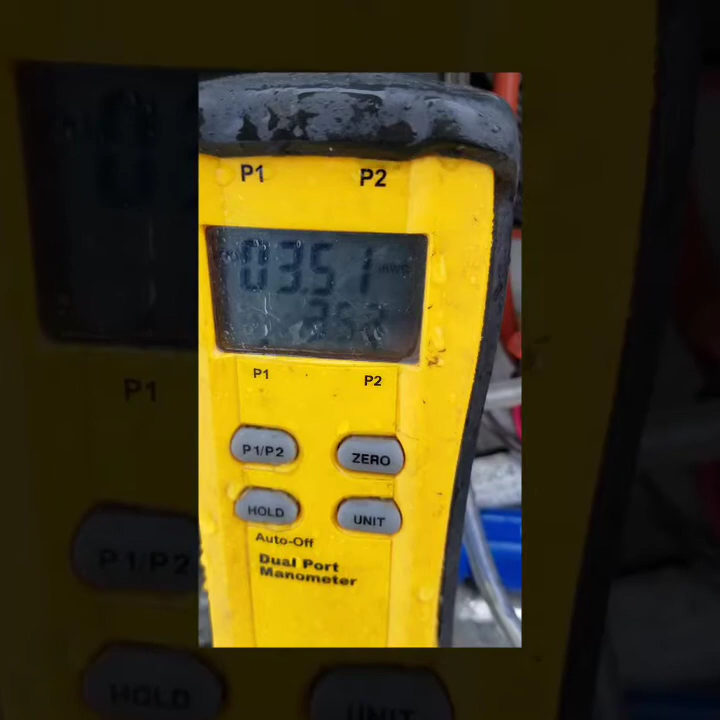 P1 P2
03.51
P1 P2
P1/P2 ZERO
HOLD UNIT
Auto-Off
Dual Port
Manometer